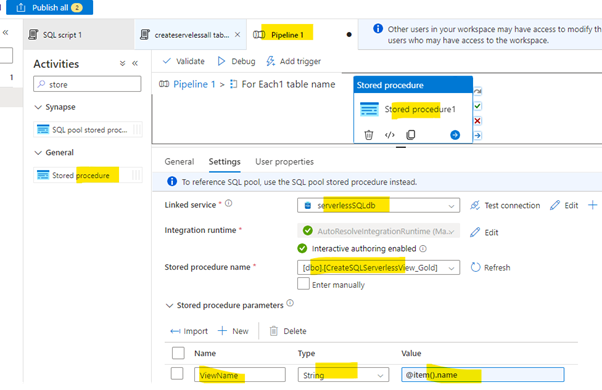 Publish all 2
SQL script 1
createservelesall tab...
Pipeline 1
Other users in your workspace may have access to modify th
users who may have access to the workspace.
Activities
store
Synapse
SQL pool stored proc...
General
Stored procedure
1
Validate
Debug
Add trigger
Pipeline 1 > For Each1 table name
Stored procedure
Stored procedure1
General
Settings
User properties
To reference SQL pool, use the SQL pool stored procedure instead.
Linked service *
serverlessSQLdb
Test connection
Edit
Integration runtime *
AutoResolveIntegrationRuntime (Ma...
Edit
Interactive authoring enabled
Stored procedure name *
[dbo].[CreateSQLServerlessView_Gold]
Refresh
Enter manually
Stored procedure parameters
Import
New
Delete
Name
Type
Value
ViewName
String
@item().name